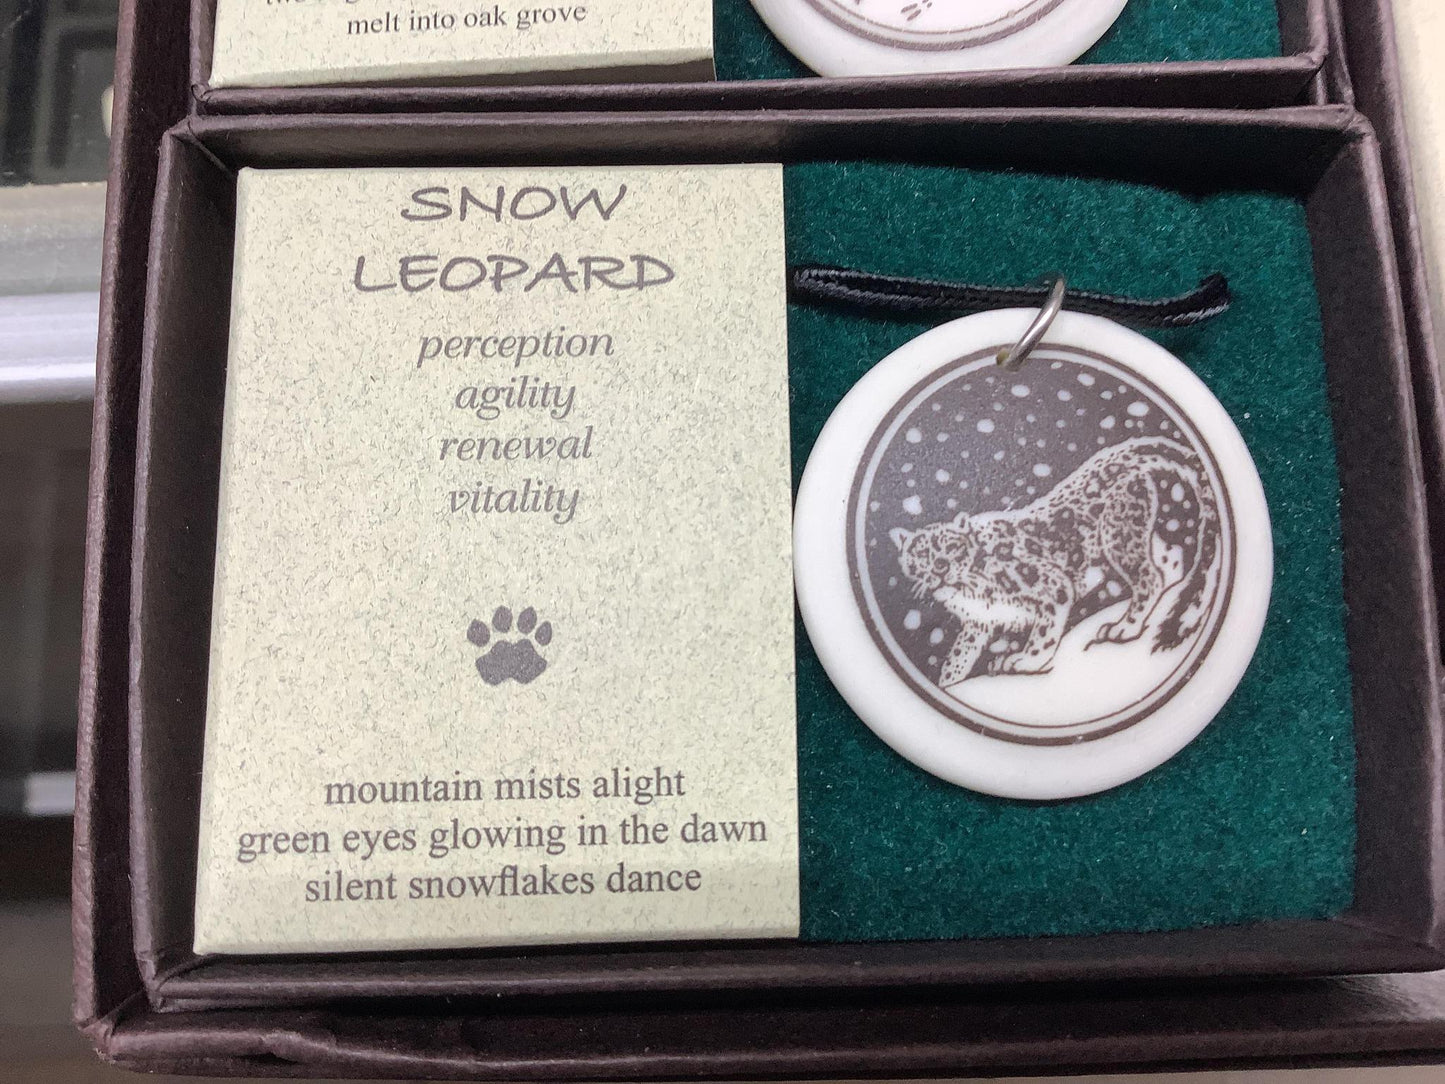 melt into oak grove
SNOW
LEOPARD
perception
agility
renewal
vitality
mountain mists alight
green eyes glowing in the dawn
silent snowflakes dance